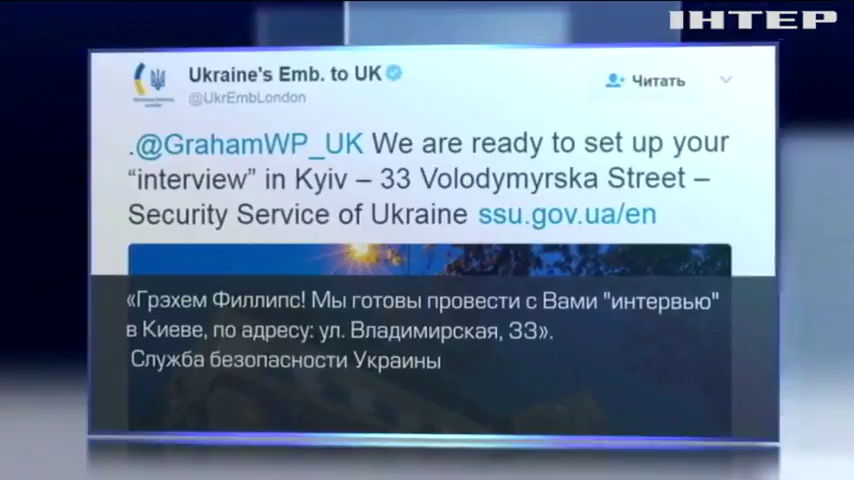 ІНТЕР
Ukraine's Emb. to UK
@UkrEmbLondon
Читать
.@GrahamWP_UK We are ready to set up your
“interview” in Kyiv – 33 Volodymyrska Street –
Security Service of Ukraine ssu.gov.ua/en
«Грэхем Филлипс! Мы готовы провести с Вами "интервью"
в Киеве, по адресу: ул. Владимирская, 33».
Служба безопасности Украины